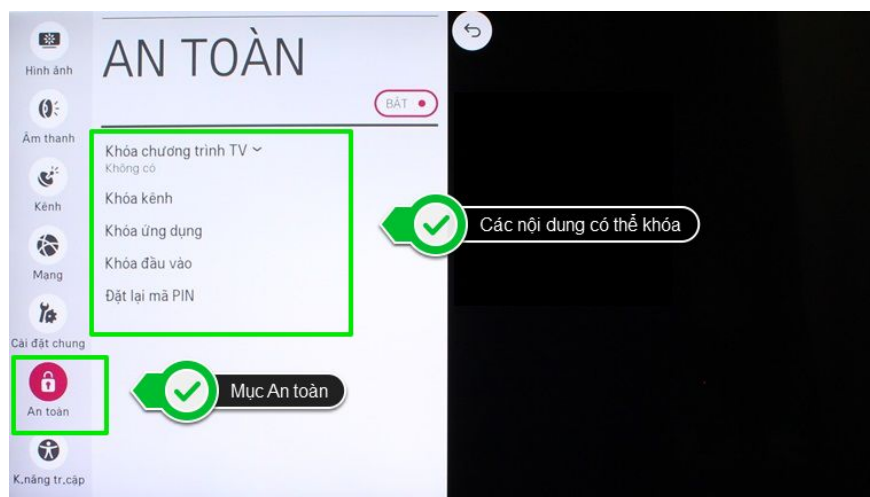 Hình ảnh
Âm thanh
Kênh
Mạng
Cài đặt chung
An toàn
K.năng tr.cập
AN TOÀN
BẬT
Khóa chương trình TV
Không có
Khóa kênh
Khóa ứng dụng
Khóa đầu vào
Đặt lại mã PIN
Các nội dung có thể khóa
Mục An toàn